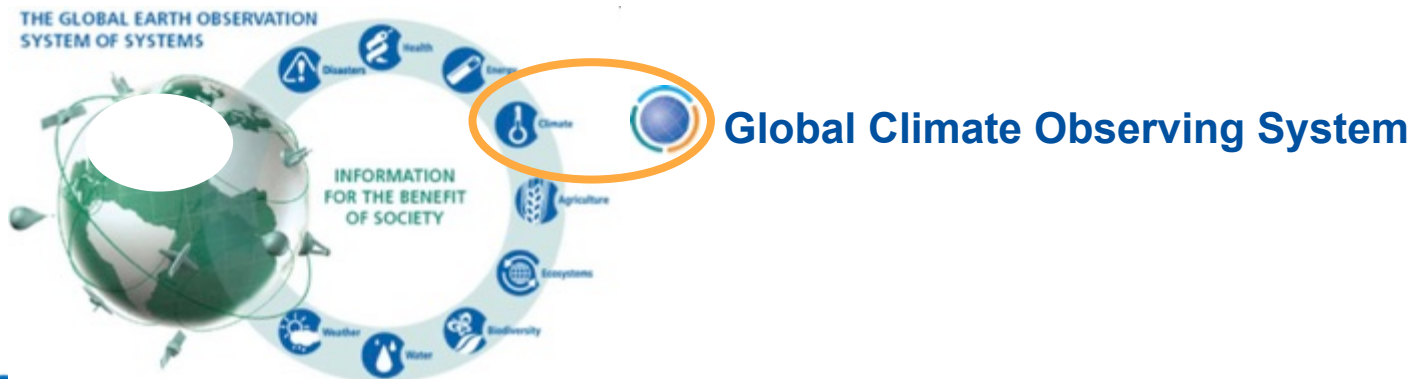 THE GLOBAL EARTH OBSERVATION
SYSTEM OF SYSTEMS
Health
Disasters
Energy
Climate
Global Climate Observing System
INFORMATION
FOR THE BENEFIT
OF SOCIETY
Agriculture
Ecosystems
Weather
Biodiversity
Water